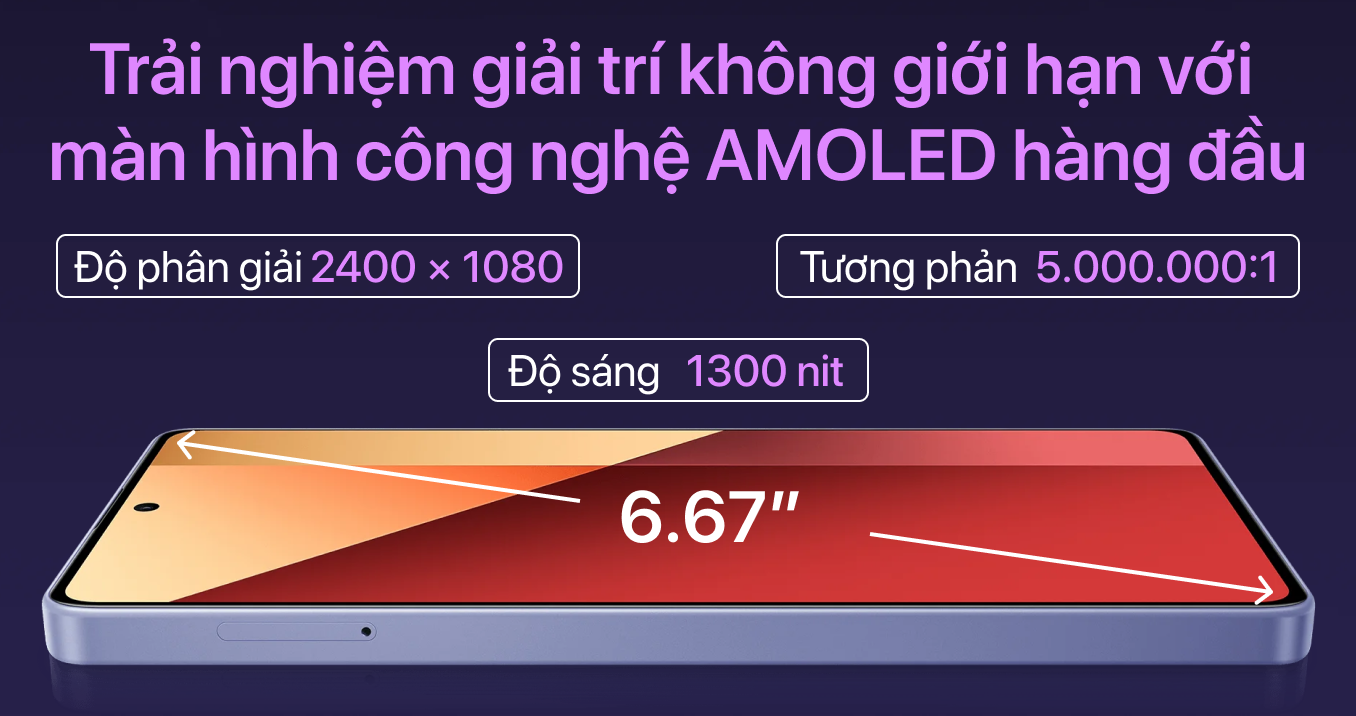 Trải nghiệm giải trí không giới hạn với
màn hình công nghệ AMOLED hàng đầu
Độ phân giải 2400 × 1080
Tương phản 5.000.000:1
Độ sáng 1300 nit
6.67″